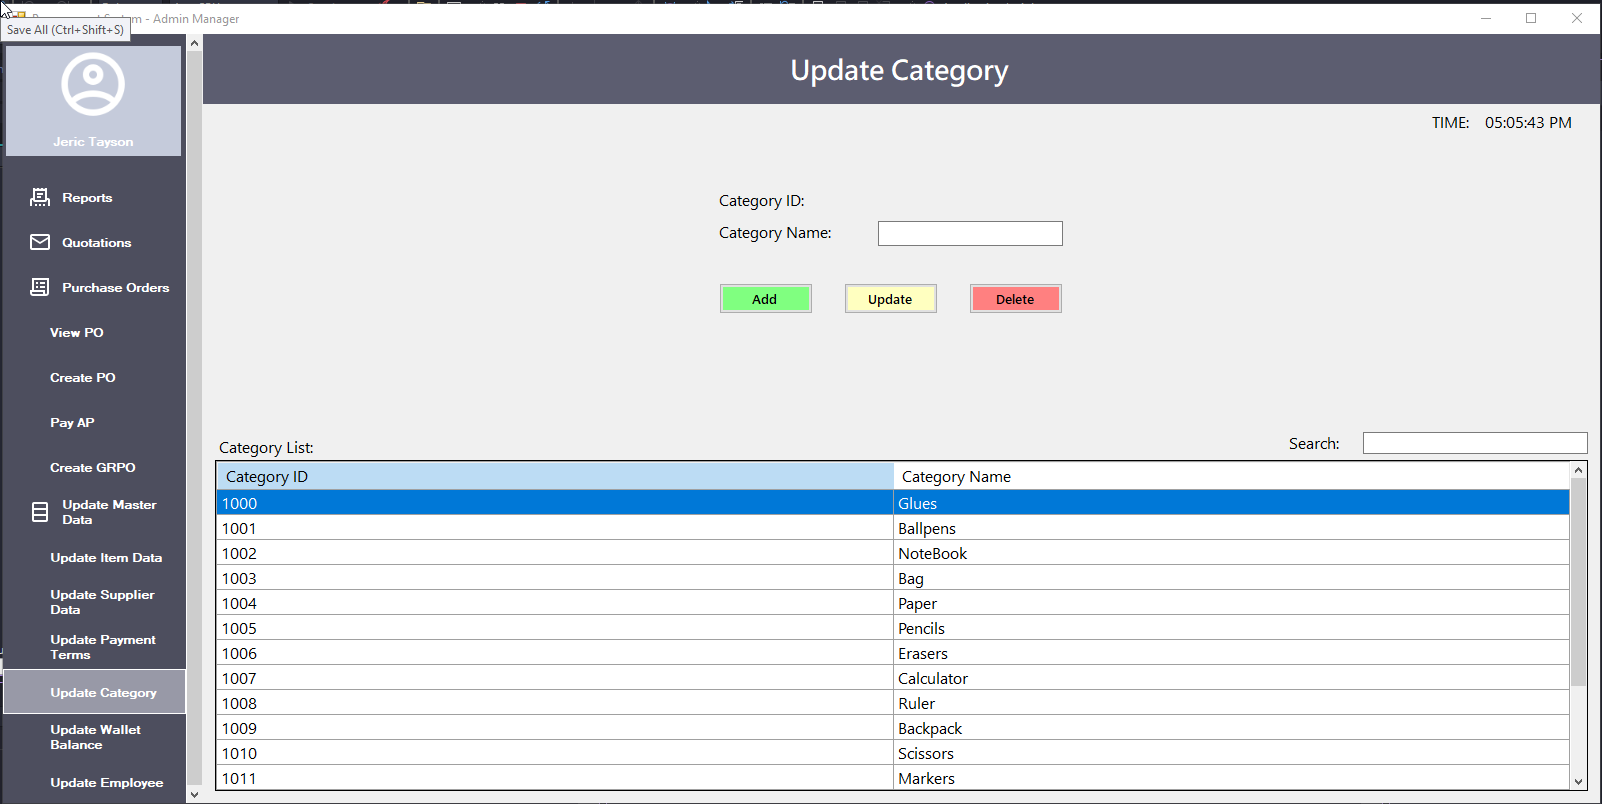 - Admin Manager
Save All (Ctrl+Shift+S)
Update Category
Jeric Tayson
TIME: 05:05:43 PM
Reports
Quotations
Purchase Orders
View PO
Create PO
Pay AP
Create GRPO
Update Master
Data
Update Item Data
Update Supplier
Data
Update Payment
Terms
Update Category
Update Wallet
Balance
Update Employee
Category ID:
Category Name:
Add Update Delete
Category List:
Search:
Category ID Category Name
1000 Glues
1001 Ballpens
1002 NoteBook
1003 Bag
1004 Paper
1005 Pencils
1006 Erasers
1007 Calculator
1008 Ruler
1009 Backpack
1010 Scissors
1011 Markers